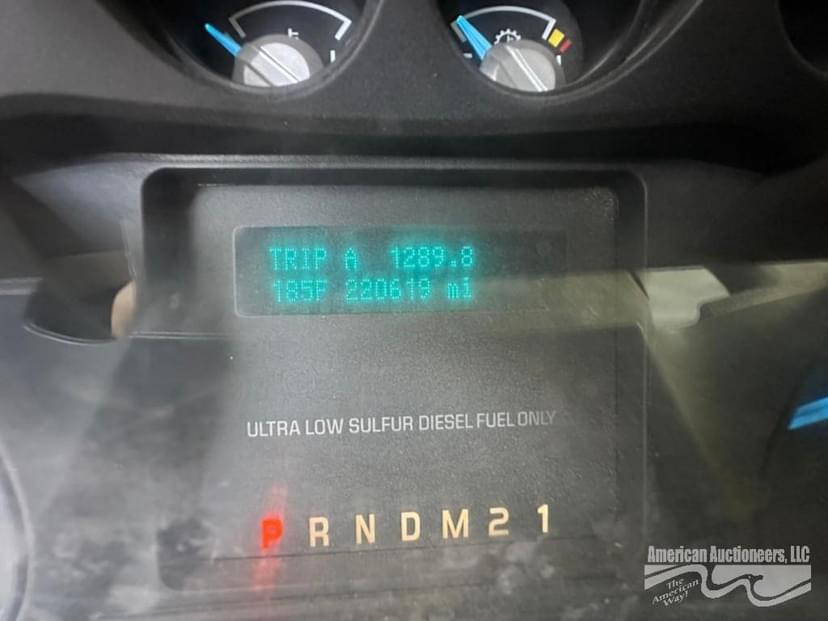 TRIP A 1289.8
185F 220619 mi
ULTRA LOW SULFUR DIESEL FUEL ONLY
P R N D M 2 1
American Auctioneers, LLC
The
American
Way!